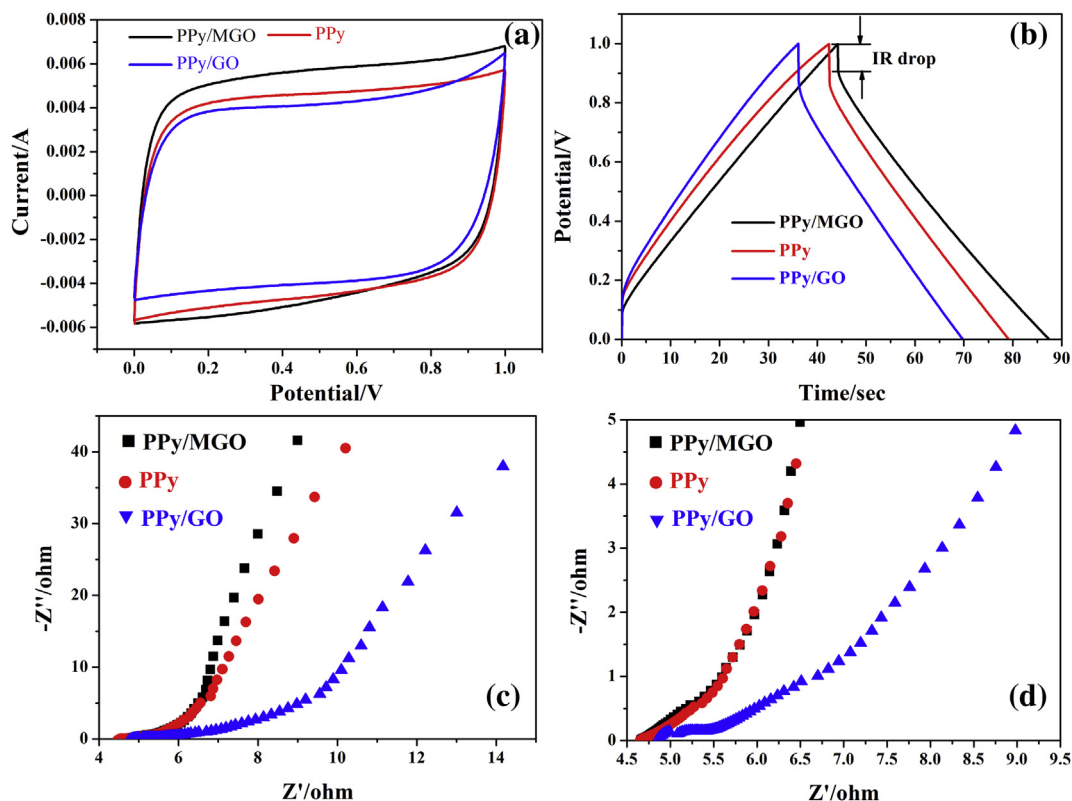 (a)
PPy/MGO PPy
PPy/GO
0.008
0.006
0.004
0.002
0.000
-0.002
-0.004
-0.006
Current/A
0.0 0.2 0.4 0.6 0.8 1.0
Potential/V
(b)
IR drop
PPy/MGO
PPy
PPy/GO
1.0
0.8
0.6
0.4
0.2
0.0
Potential/V
0 10 20 30 40 50 60 70 80 90
Time/sec
PPy/MGO
PPy
PPy/GO
(c)
40
20
0
-Z''/ohm
4 6 8 10 12 14
Z'/ohm
PPy/MGO
PPy
PPy/GO
(d)
5
4
3
2
1
0
-Z''/ohm
4.5 5.0 5.5 6.0 6.5 7.0 7.5 8.0 8.5 9.0 9.5
Z'/ohm